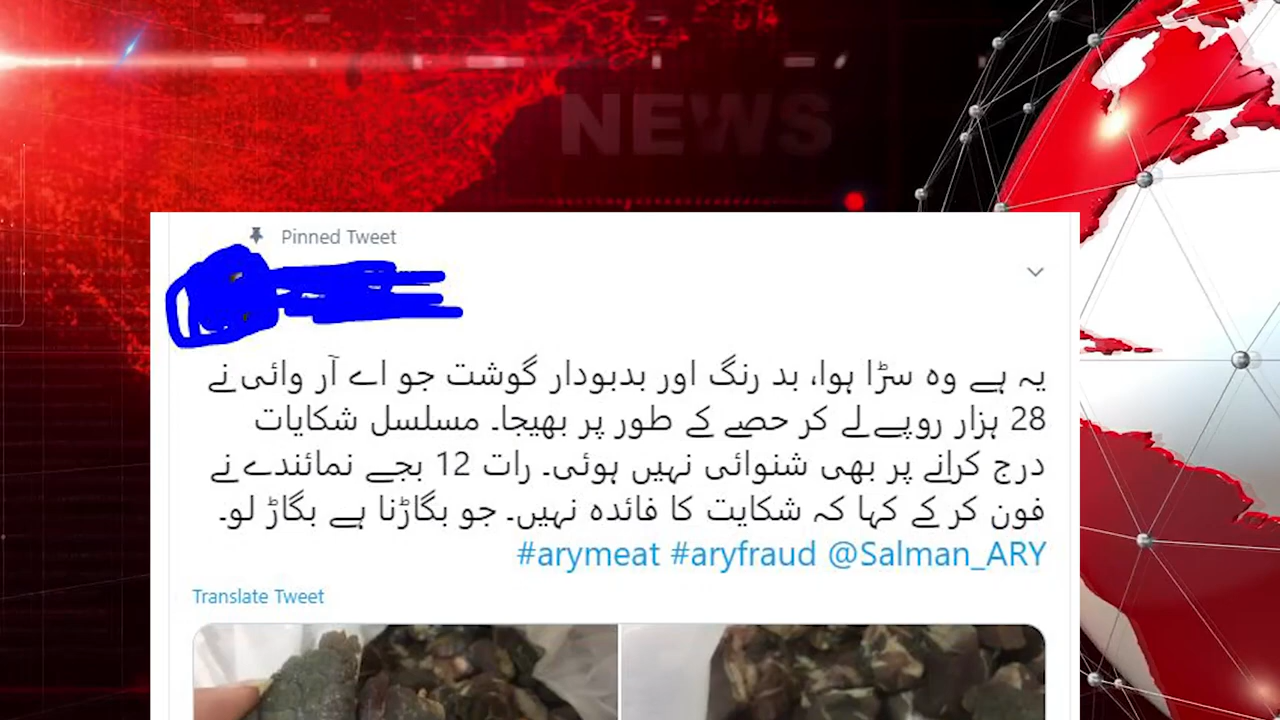 NEWS
Pinned Tweet
یہ ہے وہ سڑا ہوا، بد رنگ اور بدبودار گوشت جو اے آر وائی نے
28 ہزار روپے لے کر حصے کے طور پر بھیجا۔ مسلسل شکایات
درج کرانے پر بھی شنوائی نہیں ہوئی۔ رات 12 بجے نمائندے نے
فون کر کے کہا کہ شکایت کا فائدہ نہیں۔ جو بگاڑنا ہے بگاڑ لو۔
#arymeat #aryfraud @Salman_ARY
Translate Tweet